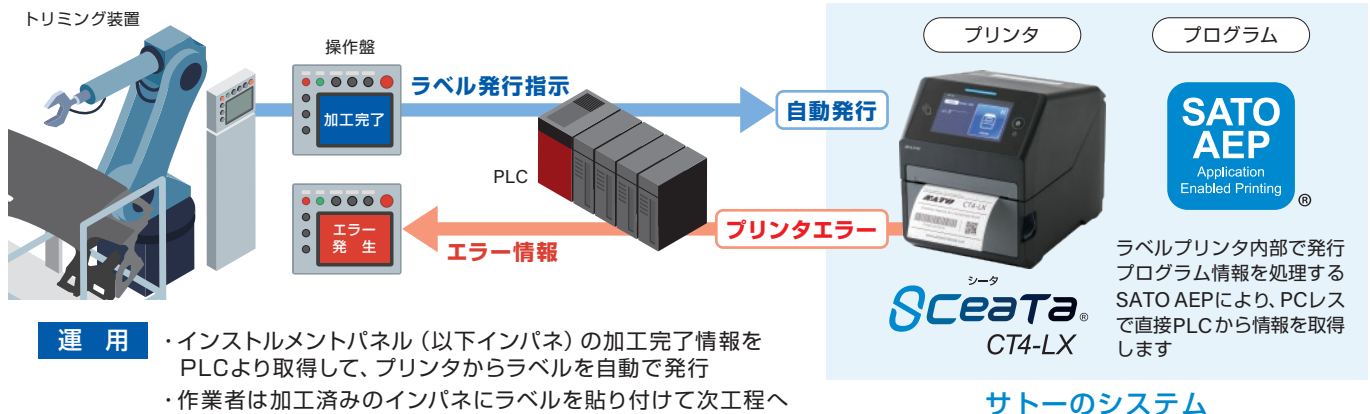 トリミング装置
操作盤
加工完了
ラベル発行指示
自動発行
PLC
エラー
発 生
エラー情報
プリンタエラー
プリンタ
プログラム
SATO
CT4-LX
SATO
AEP
Application
Enabled Printing
®
シータ
SCeaTa®
CT4-LX
ラベルプリンタ内部で発行
プログラム情報を処理する
SATO AEPにより、PCレス
で直接PLCから情報を取得
します
サトーのシステム
運 用
・インストルメントパネル（以下インパネ）の加工完了情報を
PLCより取得して、プリンタからラベルを自動で発行
・作業者は加工済みのインパネにラベルを貼り付けて次工程へ